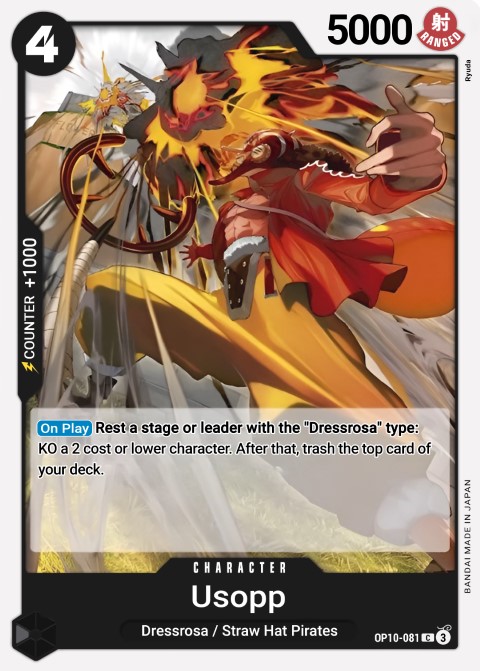 4
5000
射
RANGED
Ryuda
COUNTER +1000
On Play Rest a stage or leader with the "Dressrosa" type:
KO a 2 cost or lower character. After that, trash the top card of
your deck.
BANDAI MADE IN JAPAN
CHARACTER
Usopp
Dressrosa / Straw Hat Pirates
OP10-081 C 3